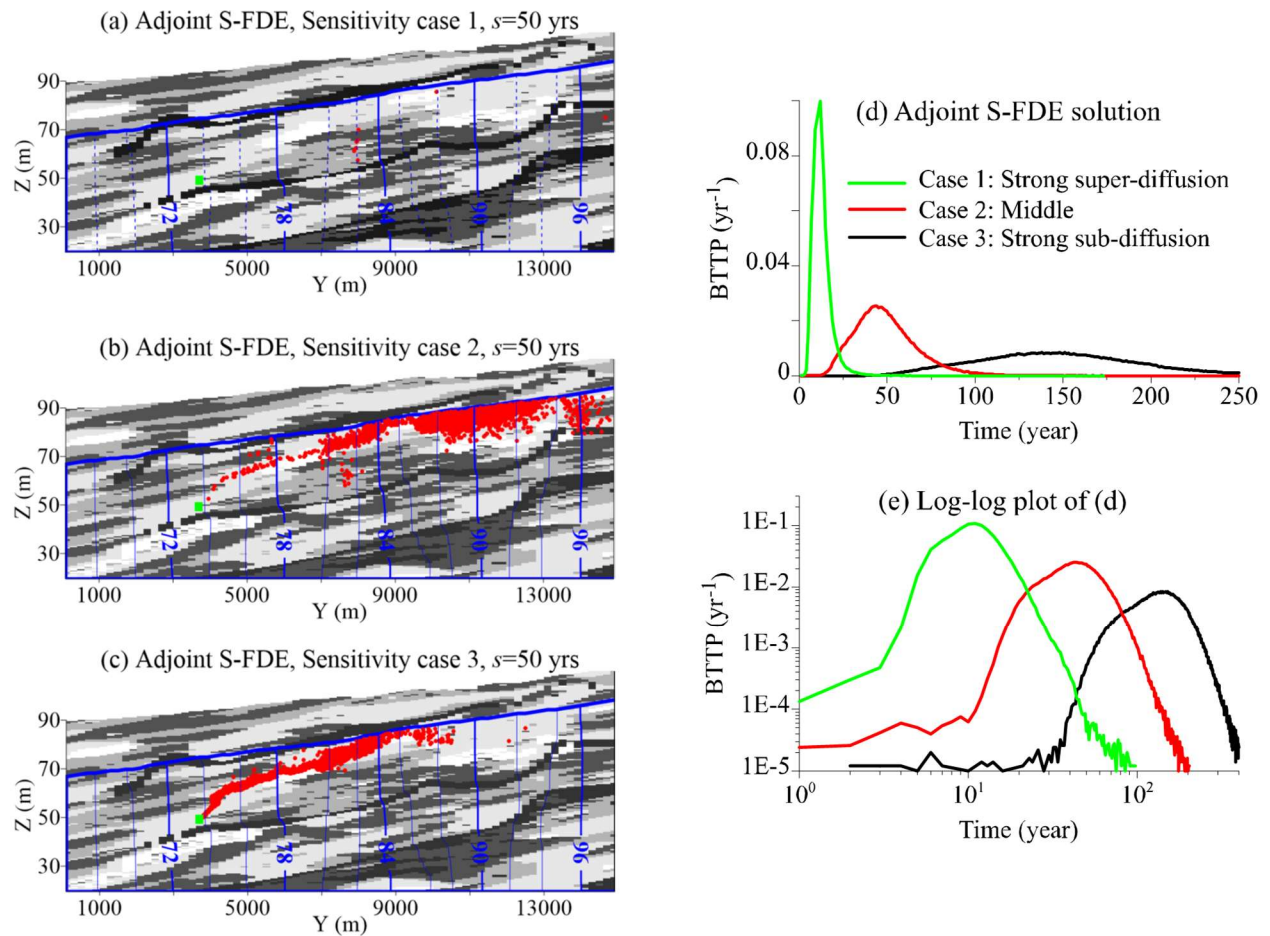 (a) Adjoint S-FDE, Sensitivity case 1, s=50 yrs
90
70
50
30
Z (m)
72
78
84
90
96
1000
5000
9000
13000
Y (m)
(b) Adjoint S-FDE, Sensitivity case 2, s=50 yrs
90
70
50
30
Z (m)
72
78
84
90
96
1000
5000
9000
13000
Y (m)
(c) Adjoint S-FDE, Sensitivity case 3, s=50 yrs
90
70
50
30
Z (m)
72
78
84
90
96
1000
5000
9000
13000
Y (m)
(d) Adjoint S-FDE solution
Case 1: Strong super-diffusion
Case 2: Middle
Case 3: Strong sub-diffusion
BTTP (yr⁻¹)
0.08
0.04
0
0
50
100
150
200
250
Time (year)
(e) Log-log plot of (d)
BTTP (yr⁻¹)
1E-1
10⁻²
1E-3
1E-4
1E-5
10⁰
10¹
10²
Time (year)